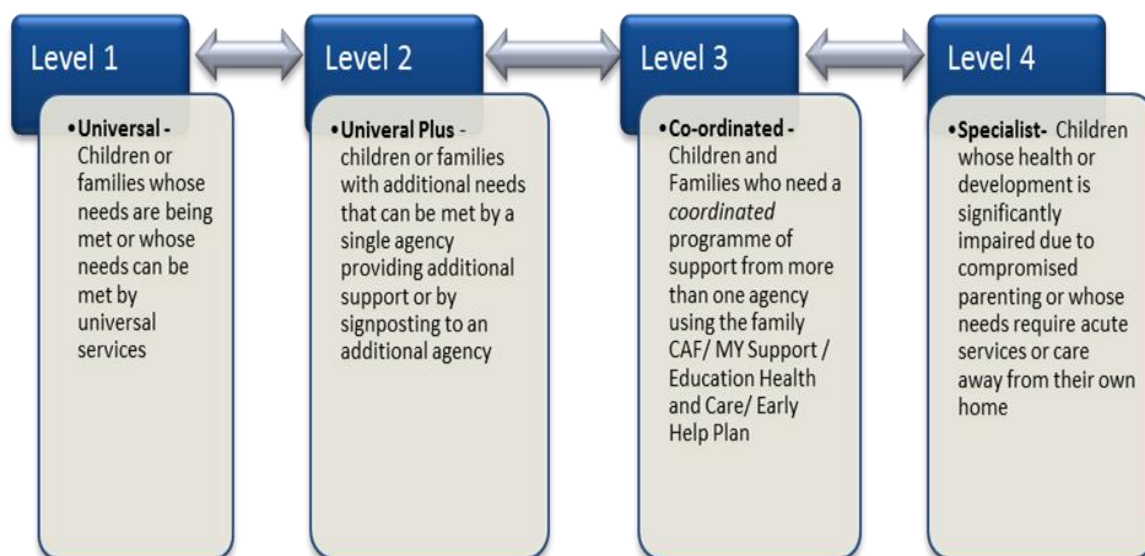 Level 1
•Universal -
Children or
families whose
needs are being
met or whose
needs can be
met by
universal
services
Level 2
•Univeral Plus -
children or families
with additional needs
that can be met by a
single agency
providing additional
support or by
signposting to an
additional agency
Level 3
•Co-ordinated -
Children and
Families who need a
coordinated
programme of
support from more
than one agency
using the family
CAF/ MY Support /
Education Health
and Care/ Early
Help Plan
Level 4
•Specialist- Children
whose health or
development is
significantly
impaired due to
compromised
parenting or whose
needs require acute
services or care
away from their own
home